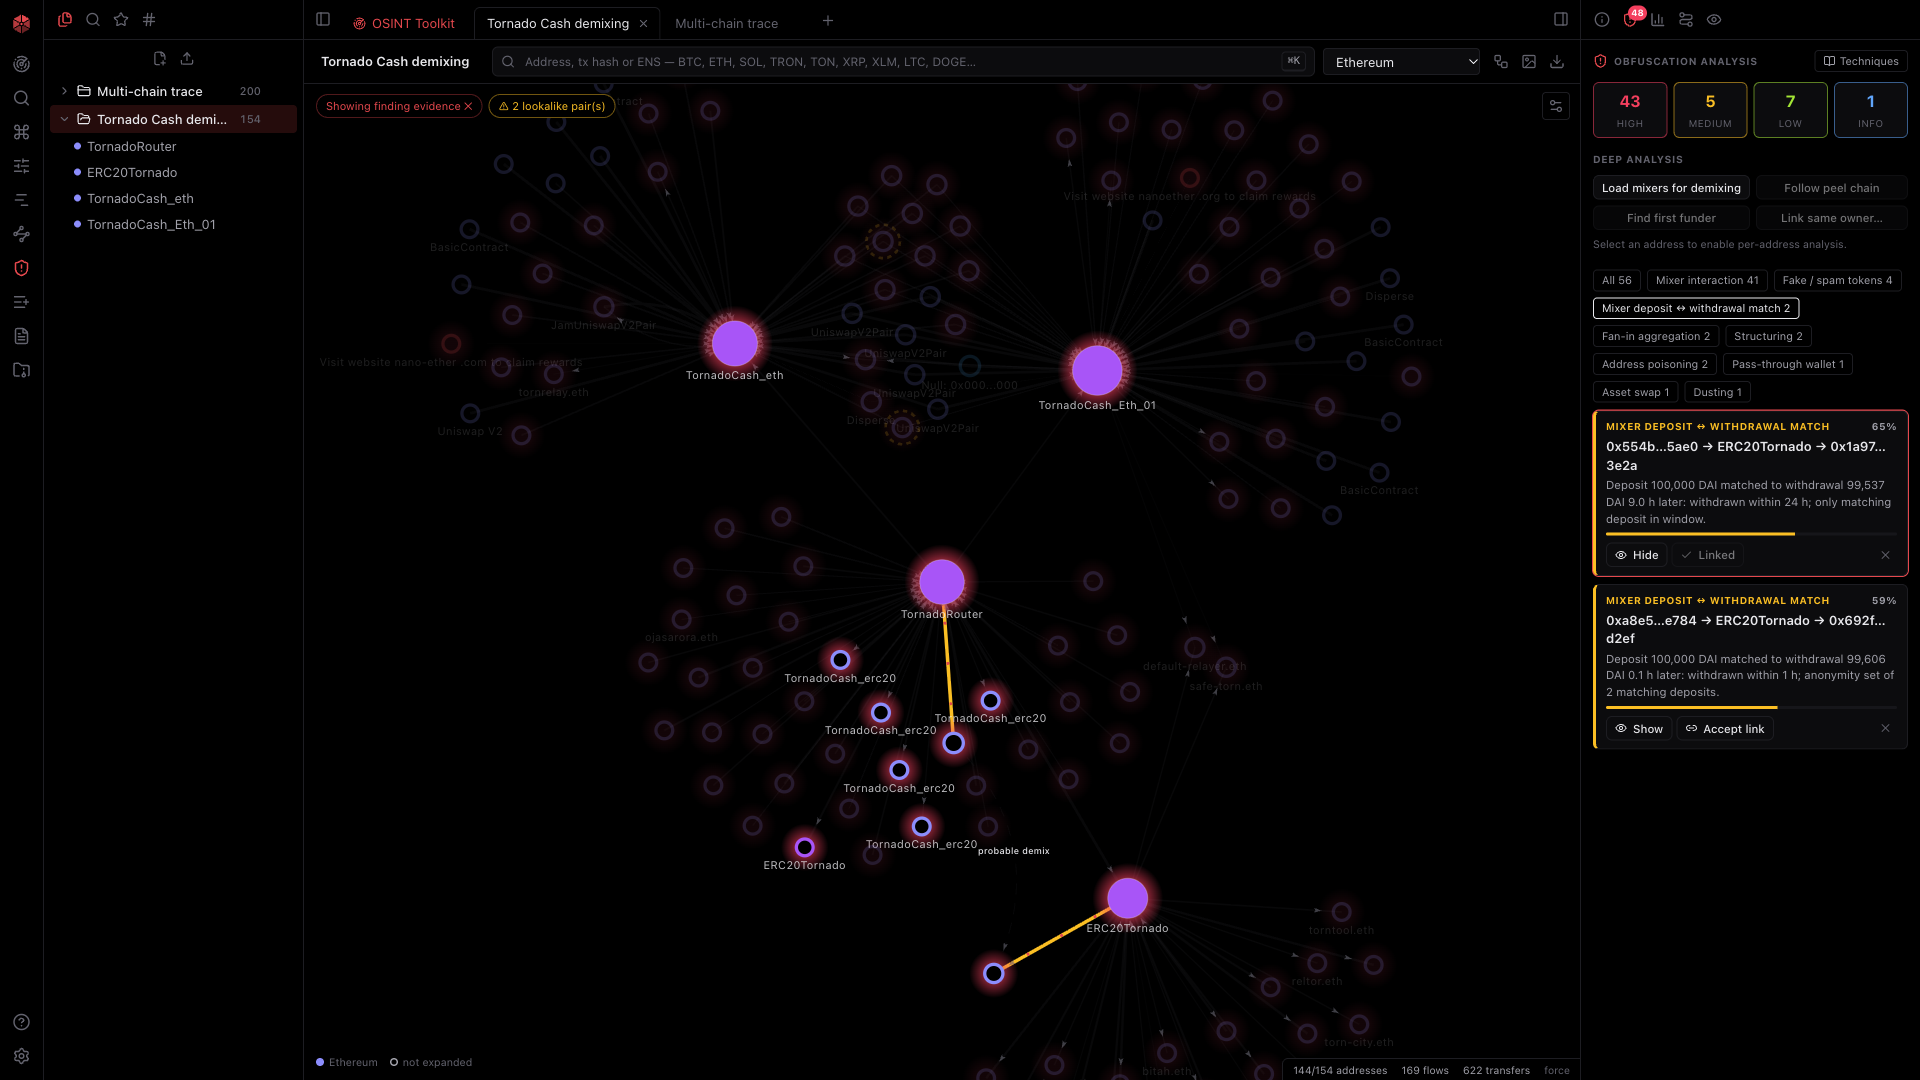 OSINT Toolkit
Tornado Cash demixing
Multi-chain trace
48
Tornado Cash demixing
Address, tx hash or ENS — BTC, ETH, SOL, TRON, TON, XRP, XLM, LTC, DOGE...
⌘K
Ethereum
Multi-chain trace 200
Tornado Cash demi... 154
TornadoRouter
ERC20Tornado
TornadoCash_eth
TornadoCash_Eth_01
Showing finding evidence
2 lookalike pair(s)
Visit website nanoether .org to claim rewards
BasicContract
Disperse
JamUniswapV2Pair
UniswapV2Pair
BasicContract
UniswapV2Pair
Visit website nano-ether .com to claim rewards
TornadoCash_eth
Null: 0x000...000
tornrelay.eth
UniswapV2Pair
TornadoCash_Eth_01
Disperse
UniswapV2Pair
Uniswap V2
BasicContract
TornadoRouter
ojasarora.eth
default-relayer.eth
TornadoCash_erc20
safe-torn.eth
TornadoCash_erc20
TornadoCash_erc20
TornadoCash_erc20
TornadoCash_erc20
probable demix
ERC20Tornado
ERC20Tornado
torntool.eth
reitor.eth
torn-city.eth
bitah.eth
Ethereum
not expanded
144/154 addresses 169 flows 622 transfers force
OBFUSCATION ANALYSIS
Techniques
43 HIGH
5 MEDIUM
7 LOW
1 INFO
DEEP ANALYSIS
Load mixers for demixing
Follow peel chain
Find first funder
Link same owner...
Select an address to enable per-address analysis.
All 56
Mixer interaction 41
Fake / spam tokens 4
Mixer deposit ↔ withdrawal match 2
Fan-in aggregation 2
Structuring 2
Address poisoning 2
Pass-through wallet 1
Asset swap 1
Dusting 1
MIXER DEPOSIT ↔ WITHDRAWAL MATCH 65%
0x554b...5ae0 → ERC20Tornado → 0x1a97...
3e2a
Deposit 100,000 DAI matched to withdrawal 99,537
DAI 9.0 h later: withdrawn within 24 h; only matching
deposit in window.
Hide
Linked
MIXER DEPOSIT ↔ WITHDRAWAL MATCH 59%
0xa8e5...e784 → ERC20Tornado → 0x692f...
d2ef
Deposit 100,000 DAI matched to withdrawal 99,606
DAI 0.1 h later: withdrawn within 1 h; anonymity set of
2 matching deposits.
Show
Accept link